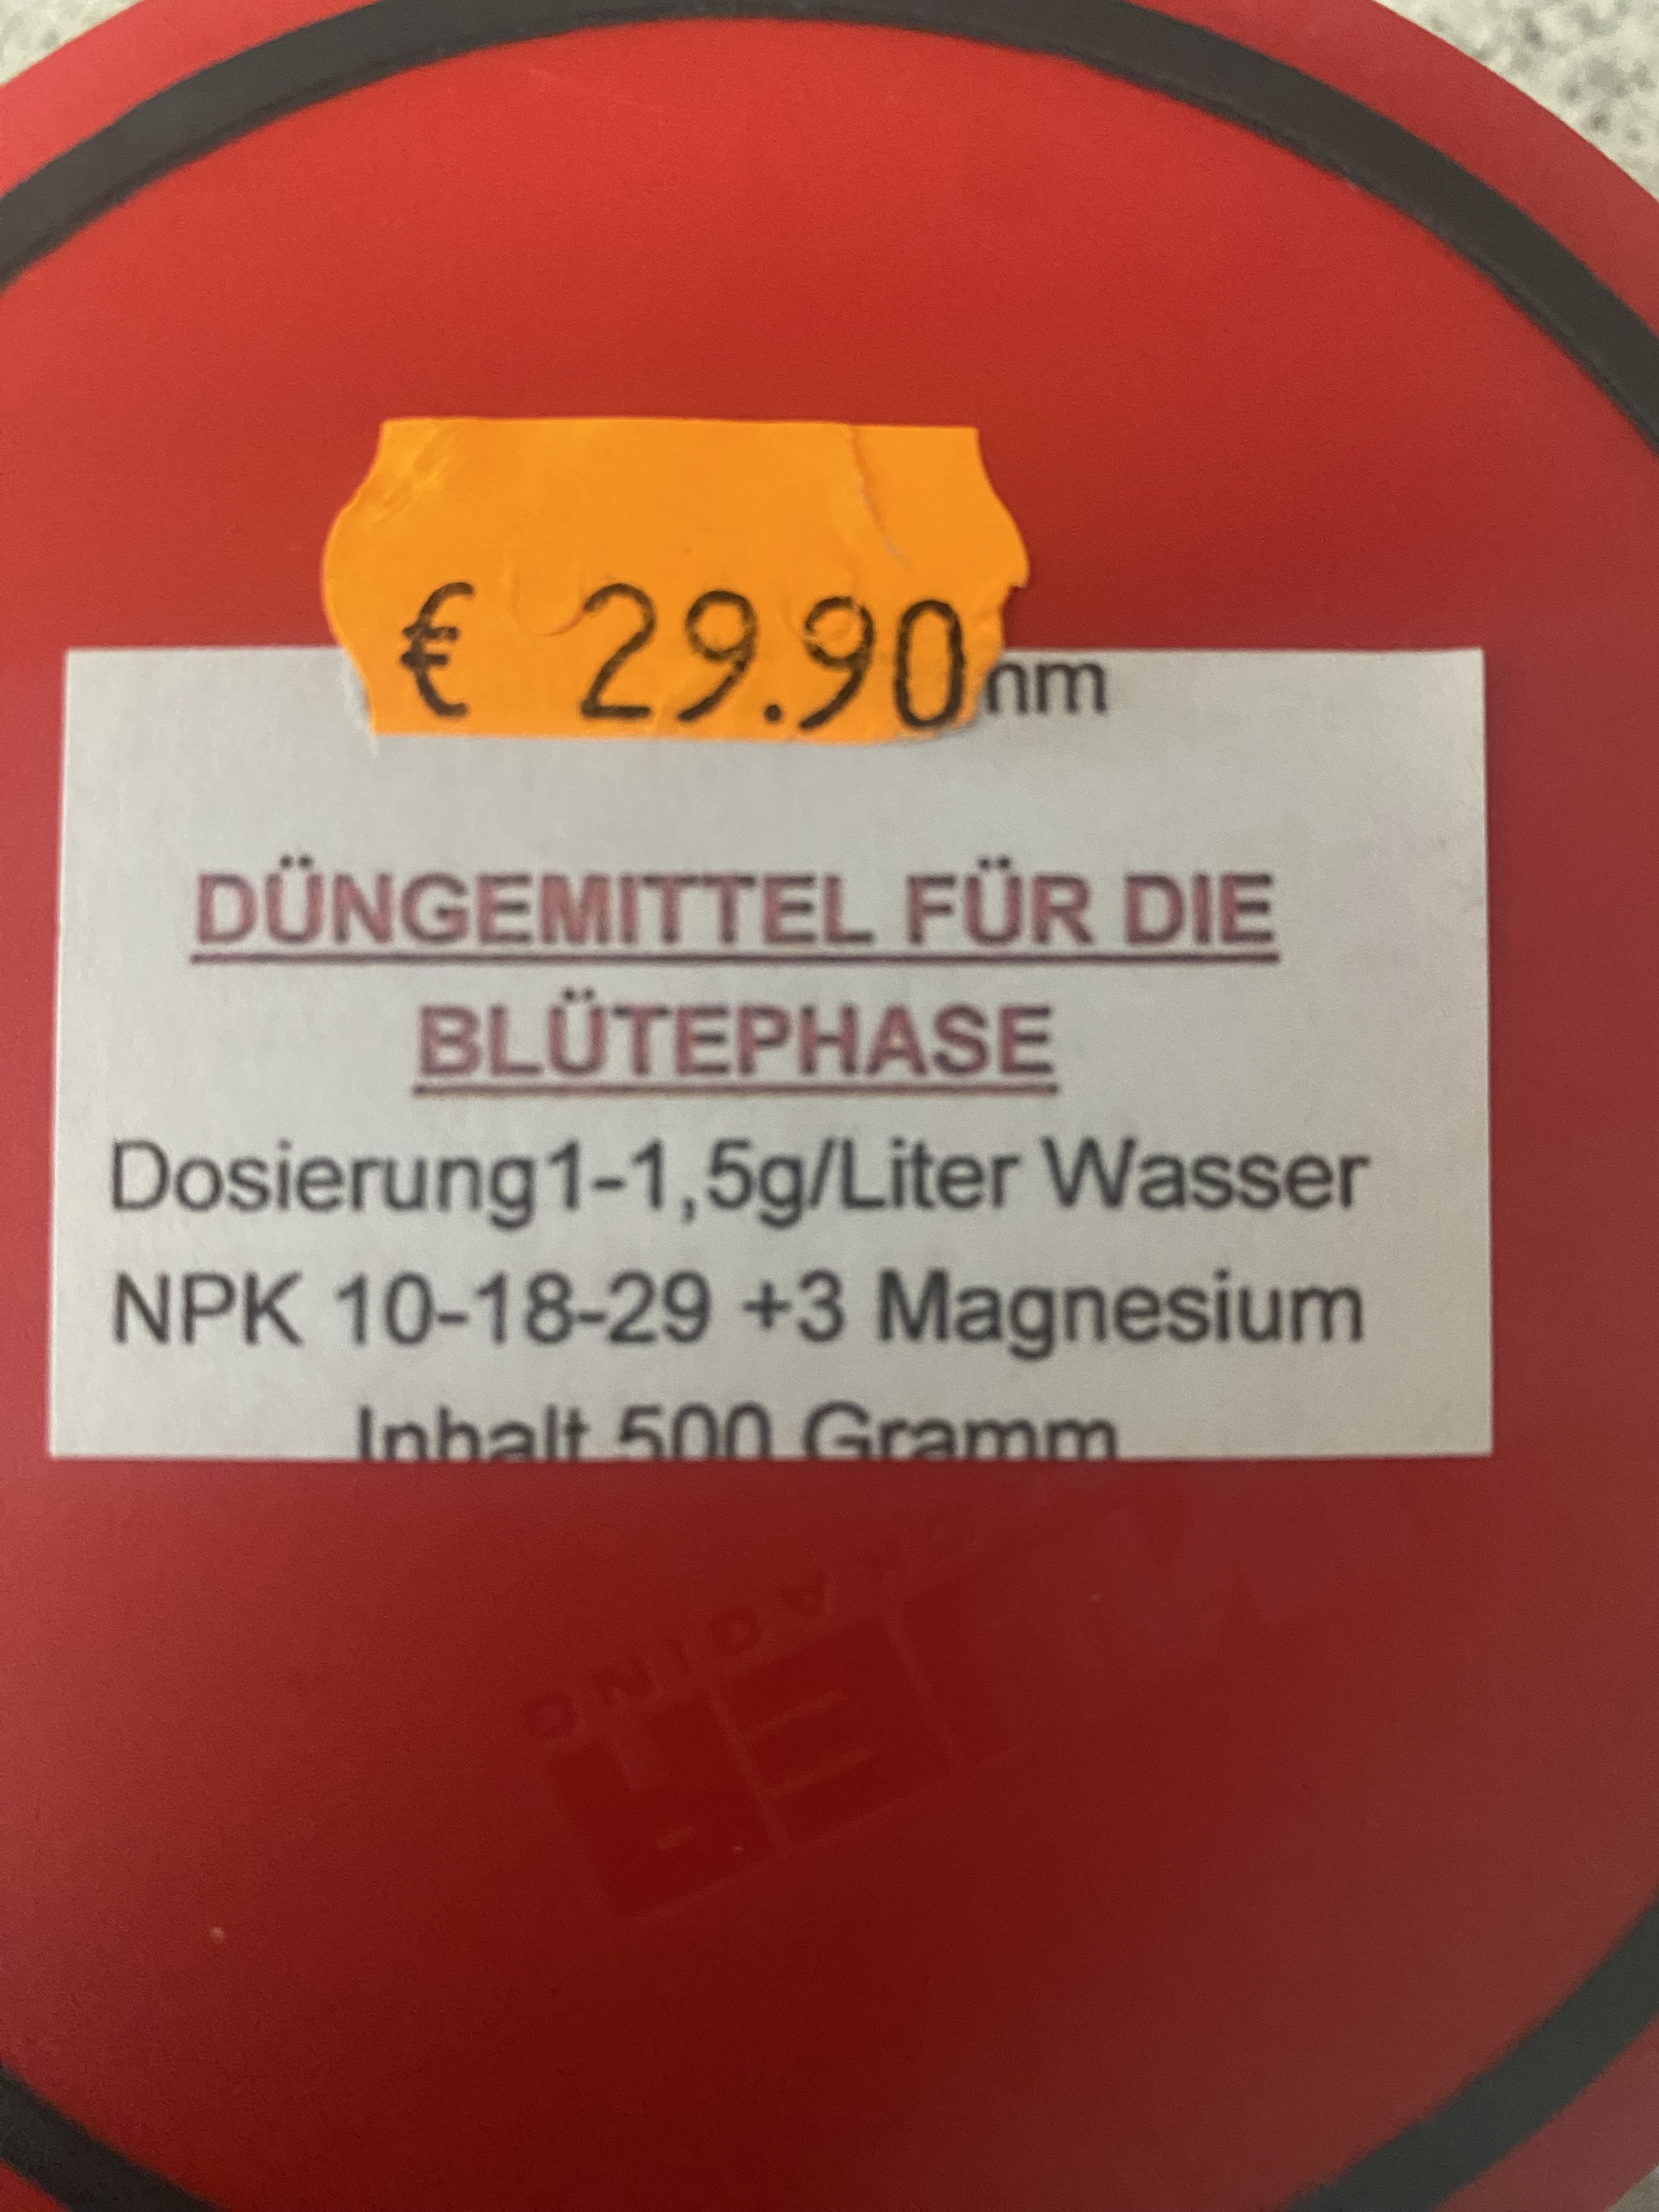 € 29.90
DÜNGEMITTEL FÜR DIE
BLÜTEPHASE
Dosierung1-1,5g/Liter Wasser
NPK 10-18-29 +3 Magnesium
Inhalt 500 Gramm